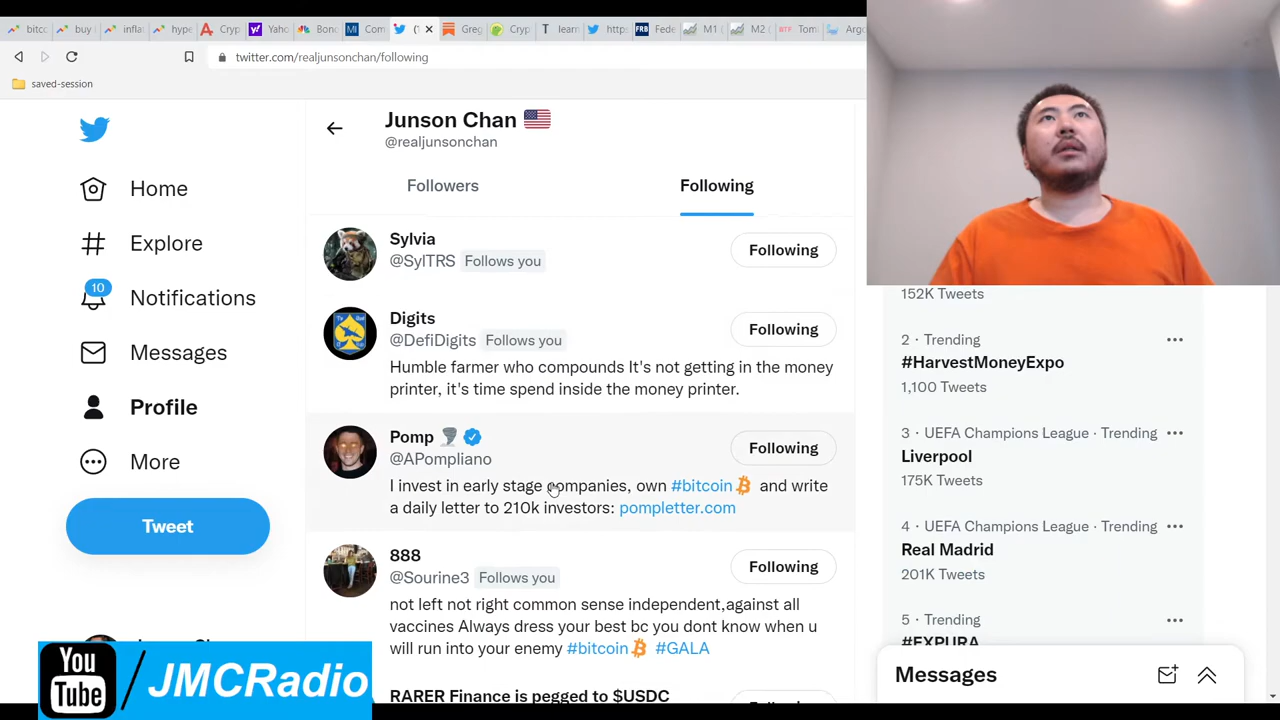 bitc
buy
infla
hype
Cryp
Yaho
Bonc
Com
(1
Greg
Cryp
lear
http
Fede
M1 (
M2 (
Tom
Argo
twitter.com/realjunsonchan/following
saved-session
Junson Chan 🇺🇸
@realjunsonchan
Followers
Following
Home
Explore
10
Notifications
Messages
Profile
More
Tweet
Sylvia
@SylTRS Follows you
Following
Digits
@DefiDigits Follows you
Following
Humble farmer who compounds It's not getting in the money
printer, it's time spend inside the money printer.
Pomp 🌪
@APompliano
Following
I invest in early stage companies, own #bitcoin and write
a daily letter to 210k investors: pompletter.com
888
@Sourine3 Follows you
Following
not left not right common sense independent,against all
vaccines Always dress your best bc you dont know when u
will run into your enemy #bitcoin #GALA
RARER Finance is pegged to $USDC
152K Tweets
2 · Trending
#HarvestMoneyExpo
1,100 Tweets
3 · UEFA Champions League · Trending
Liverpool
175K Tweets
4 · UEFA Champions League · Trending
Real Madrid
201K Tweets
5 · Trending
#EXPURA
Messages
You
Tube
/JMCRadio